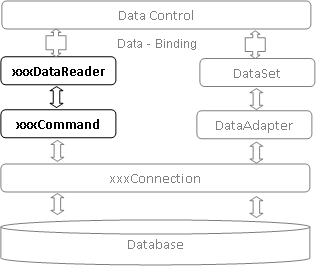 Data Control
Data - Binding
xxxDataReader
DataSet
xxxCommand
DataAdapter
xxxConnection
Database